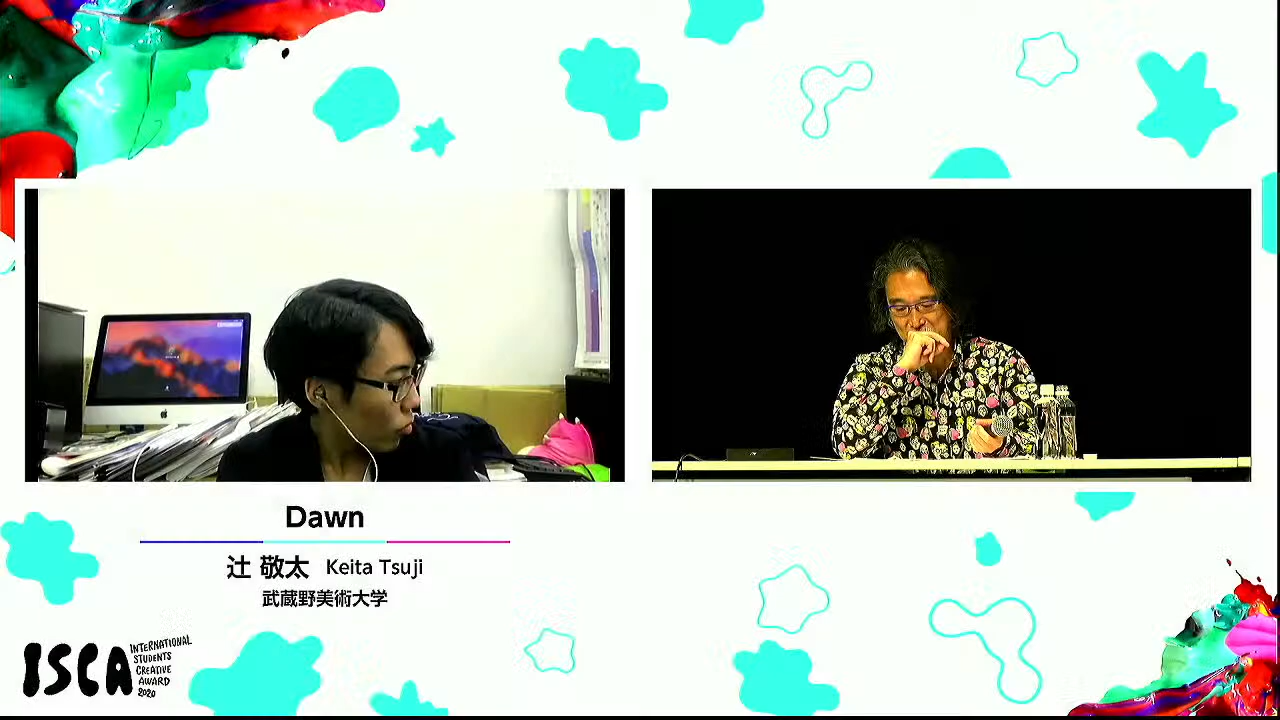 Dawn
辻 敬太 Keita Tsuji
武蔵野美術大学
ISCA
INTERNATIONAL
STUDENTS
CREATIVE
AWARD
2020